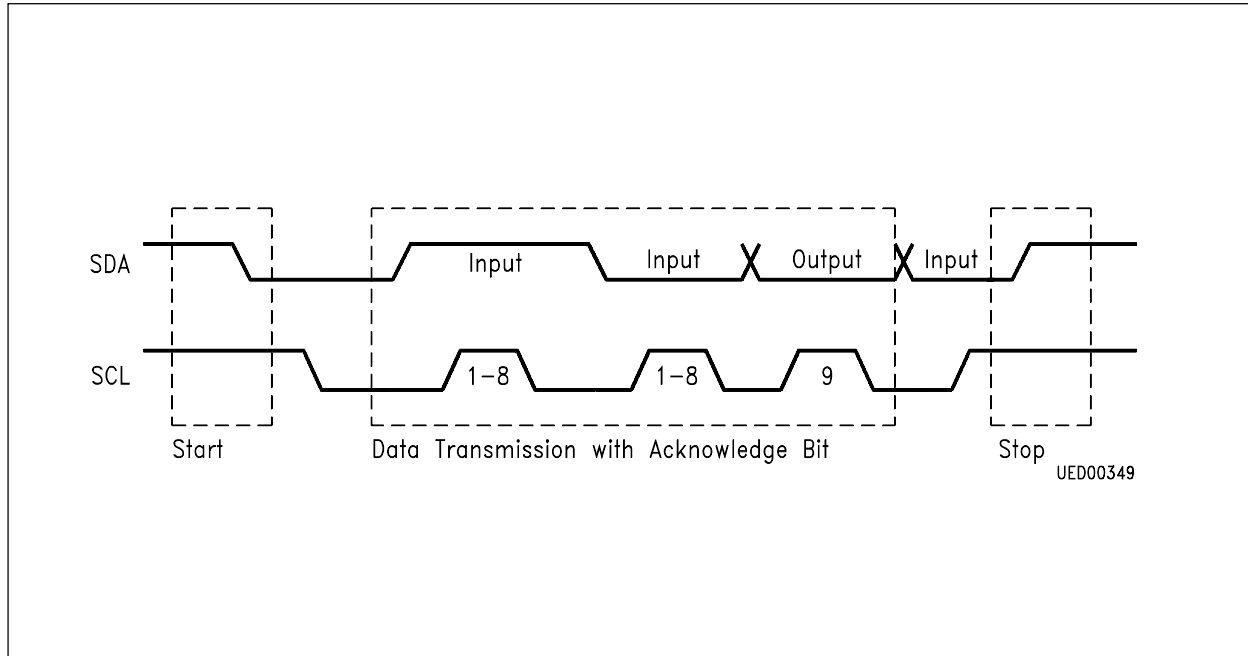 SDA Input Input Output Input
SCL 1-8 1-8 9
Start Data Transmission with Acknowledge Bit Stop
UED00349